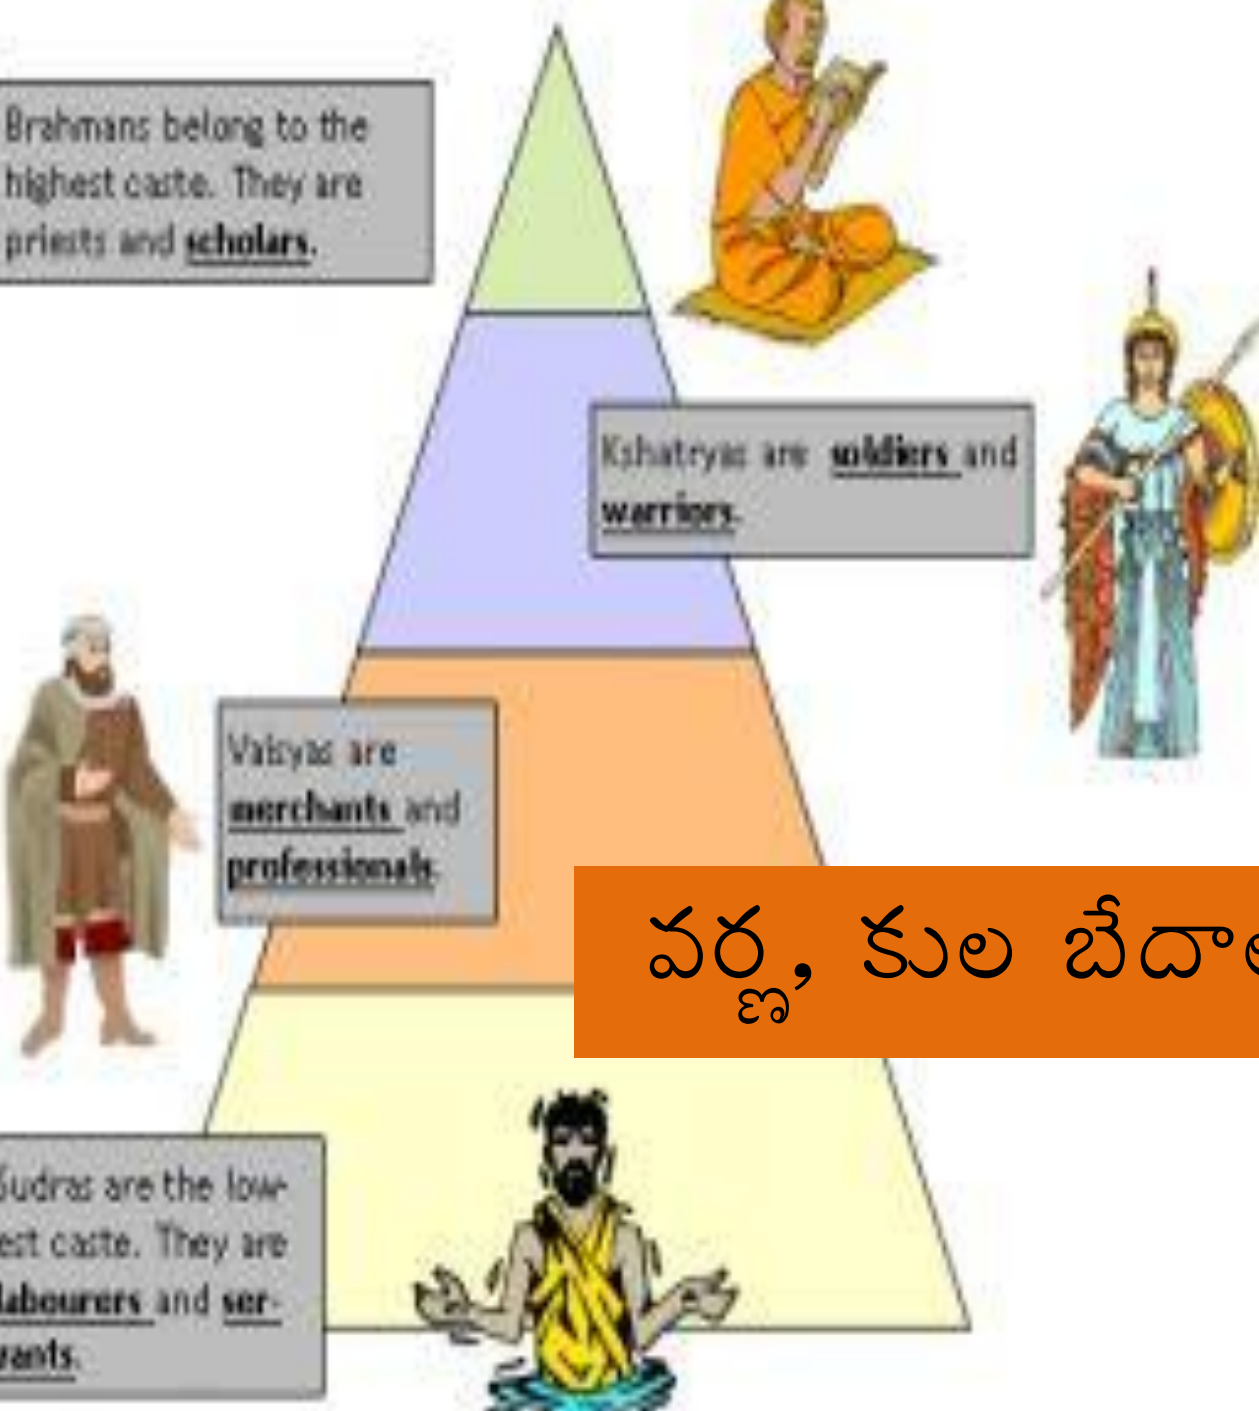 Brahmans belong to the
highest caste. They are
priests and scholars.
Kshatryas are soldiers and
warriors.
Vaisyas are
merchants and
professionals.
వర్ణ, కుల బేదాల
Sudras are the low-
est caste. They are
labourers and ser-
vants.